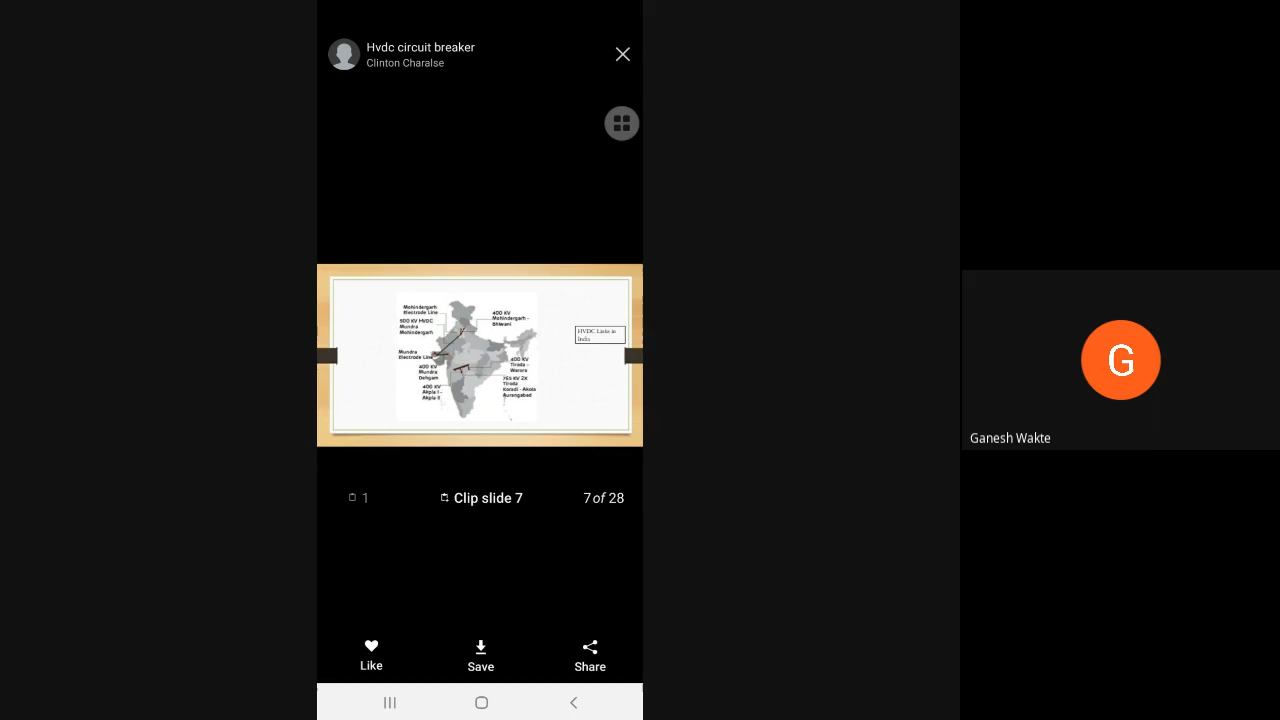 Hvdc circuit breaker
Clinton Charalse
Mohindergarh
Electrode Line
500 KV HVDC
Mundra
Mohindergarh
Mundra
Electrode Line
400 KV
Mundra
Dehgam
400 KV
Akola I -
Akola II
400 KV
Mohindergarh -
Bhiwani
400 KV
Tiroda -
Warora
765 KV 2X
Tiroda
Koradi - Akola
Aurangabad
HVDC Links in
India
1
Clip slide 7
7 of 28
Like
Save
Share
G
Ganesh Wakte